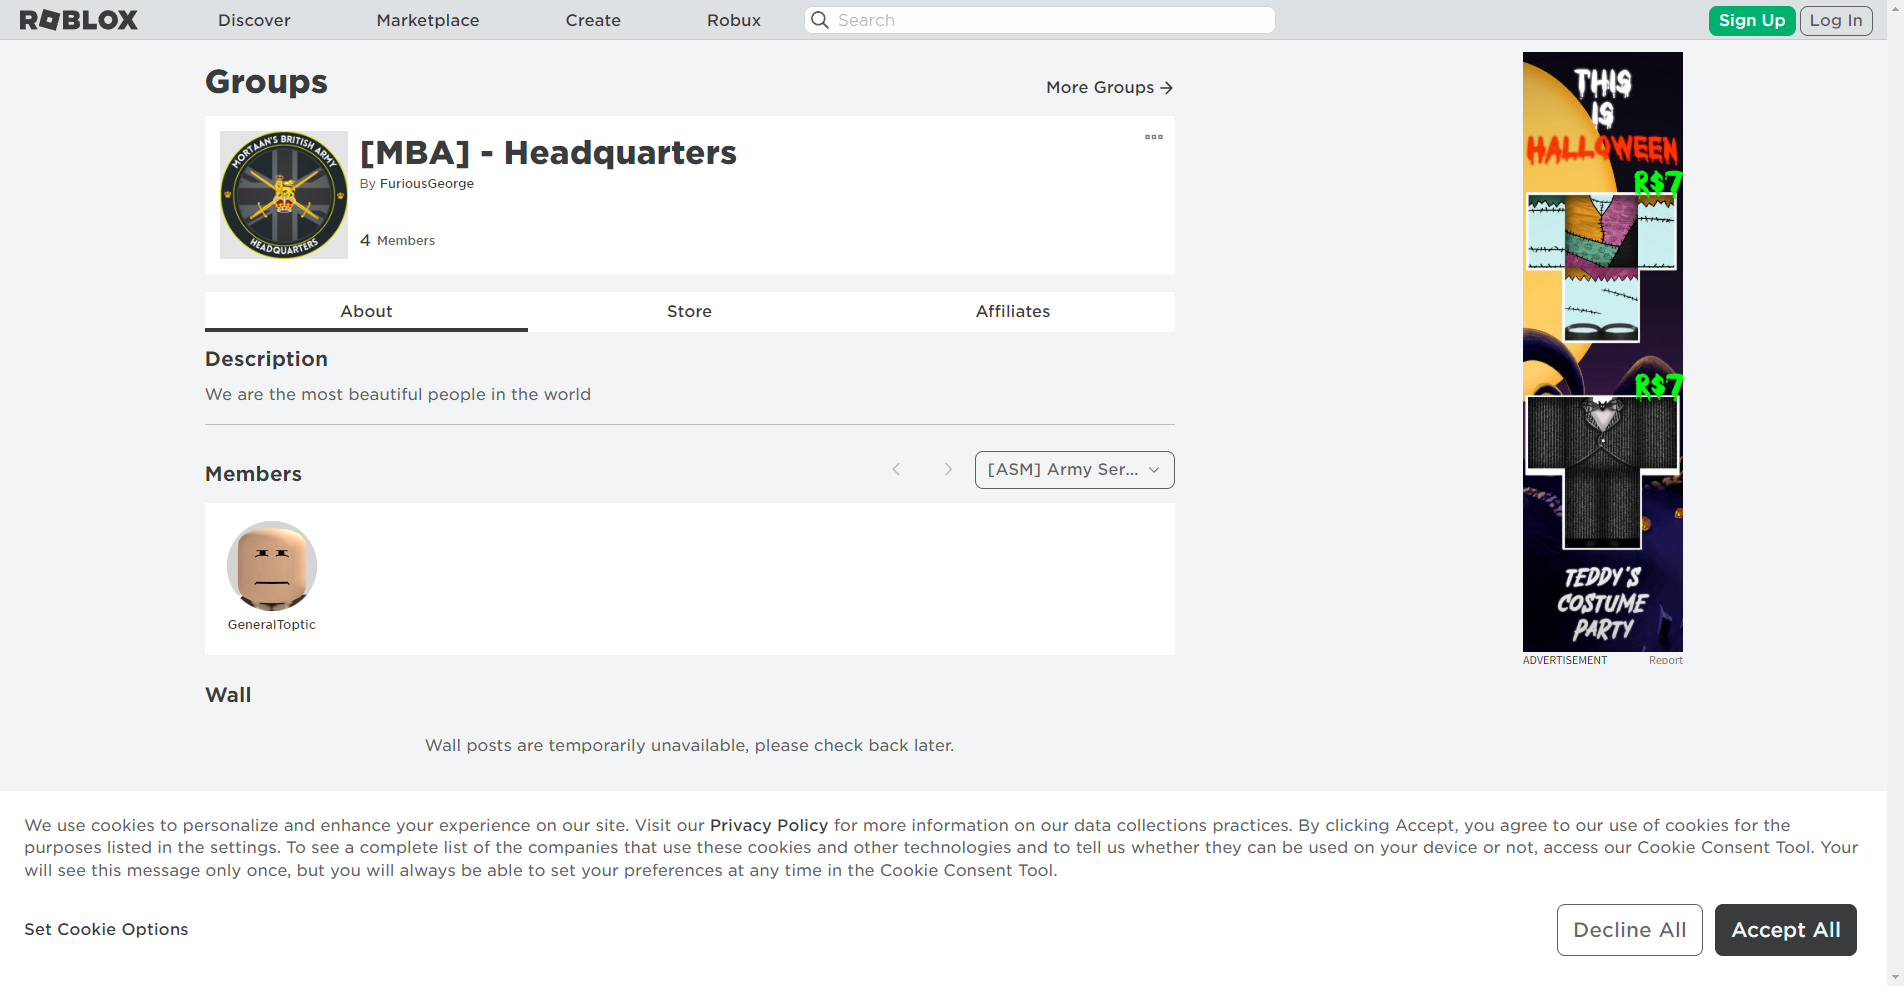 ROBLOX
Discover
Marketplace
Create
Robux
Search
Sign Up
Log In
Groups
More Groups
MORTAAN'S BRITISH ARMY
HEADQUARTERS
[MBA] - Headquarters
By FuriousGeorge
4 Members
About
Store
Affiliates
Description
We are the most beautiful people in the world
Members
[ASM] Army Ser...
GeneralToptic
Wall
Wall posts are temporarily unavailable, please check back later.
THIS
IS
HALLOWEEN
R$7
R$7
TEDDY'S
COSTUME
PARTY
ADVERTISEMENT
Report
We use cookies to personalize and enhance your experience on our site. Visit our Privacy Policy for more information on our data collections practices. By clicking Accept, you agree to our use of cookies for the
purposes listed in the settings. To see a complete list of the companies that use these cookies and other technologies and to tell us whether they can be used on your device or not, access our Cookie Consent Tool. Your
will see this message only once, but you will always be able to set your preferences at any time in the Cookie Consent Tool.
Set Cookie Options
Decline All
Accept All